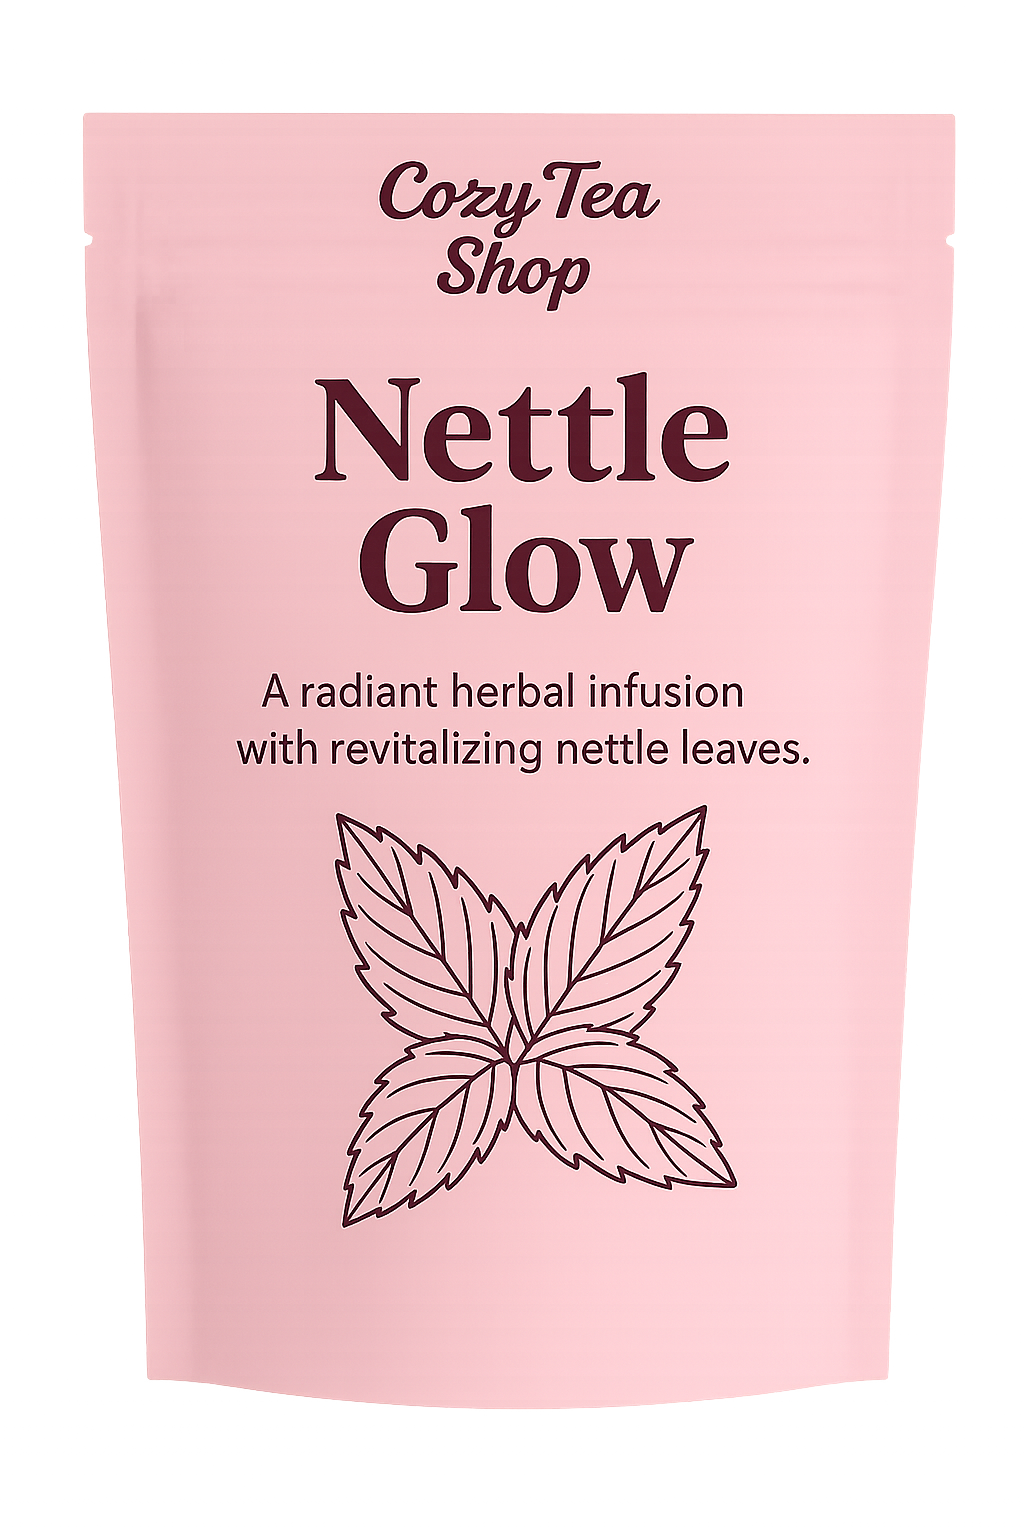 Cozy Tea
Shop
Nettle
Glow
A radiant herbal infusion
with revitalizing nettle leaves.